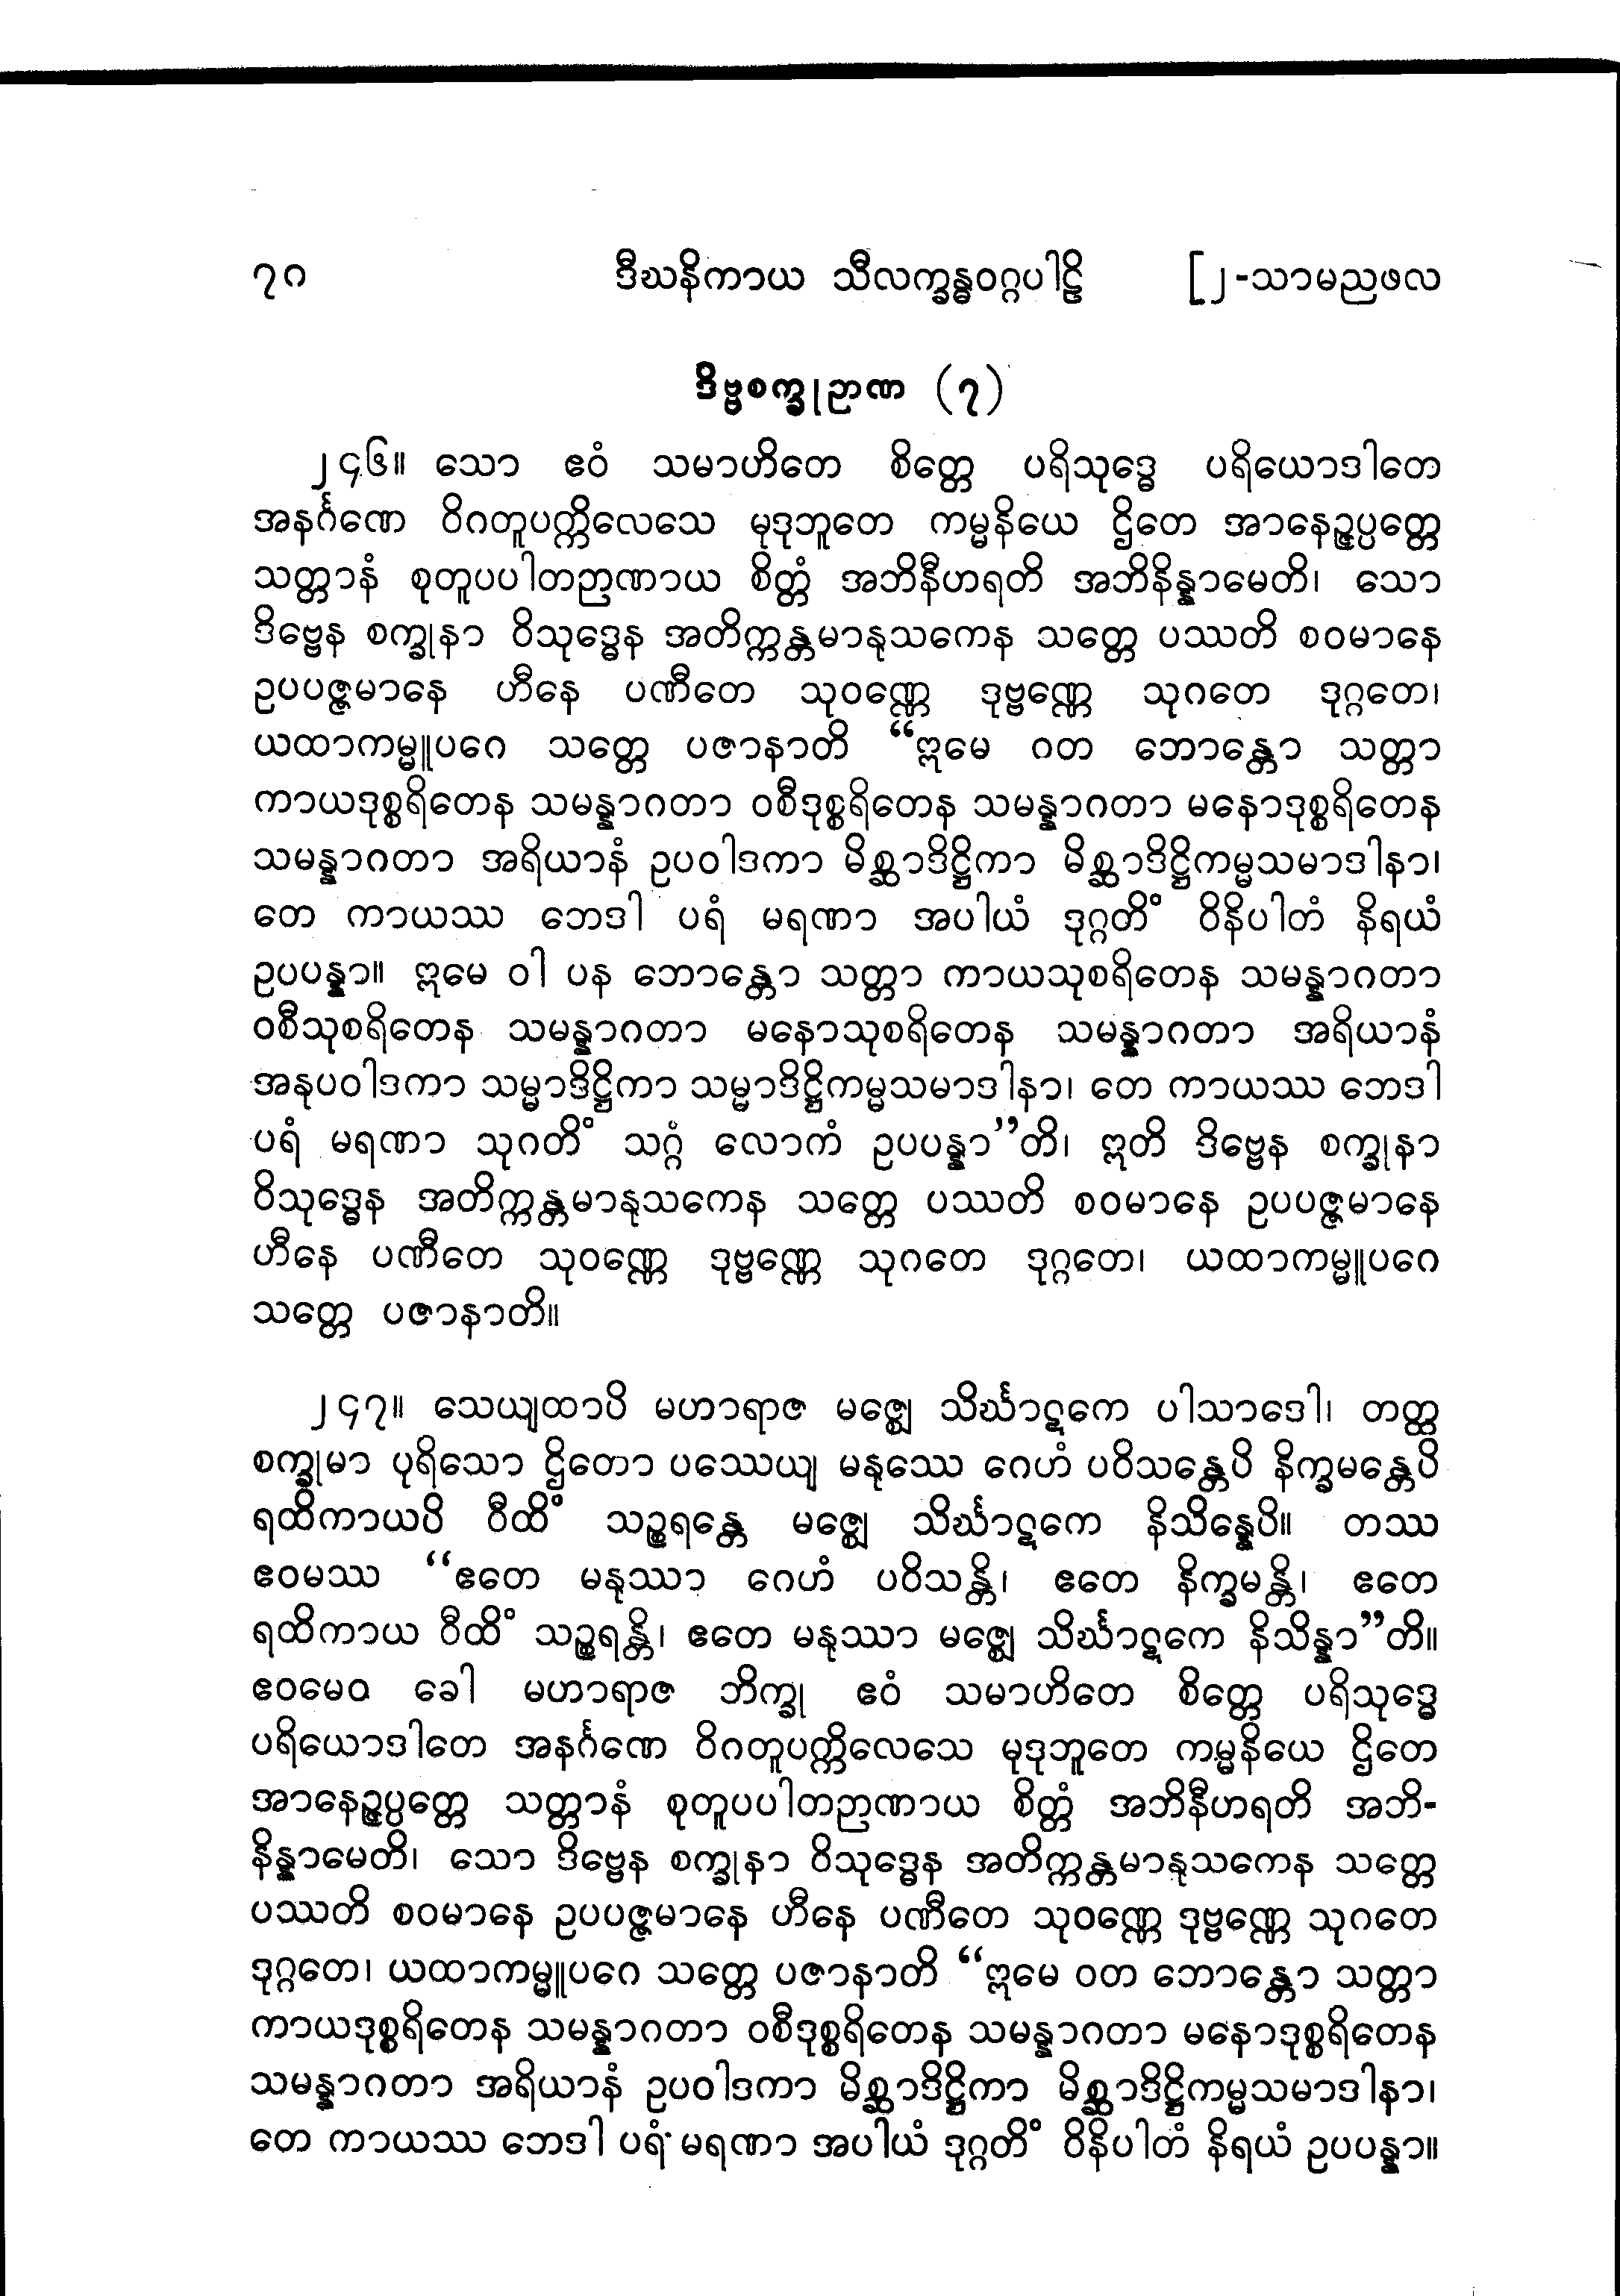 ၇၈ ဒီဃနိကာယ သီလက္ခန္ဓဝဂ္ဂပါဠိ [၂-သာမညဖလ
ဒိဗ္ဗစက္ခုဉာဏ (၇)
၂၄၆။ သော ဧဝံ သမာဟိတေ စိတ္တေ ပရိသုဒ္ဓေ ပရိယောဒါတေ
အနင်္ဂဏေ ဝိဂတူပက္ကိလေသေ မုဒုဘူတေ ကမ္မနိယေ ဌိတေ အာနေဉ္ဇပ္ပတ္တေ
သတ္တာနံ စုတူပပါတဉာဏာယ စိတ္တံ အဘိနီဟရတိ အဘိနိန္နာမေတိ၊ သော
ဒိဗ္ဗေန စက္ခုနာ ဝိသုဒ္ဓေန အတိက္ကန္တမာနုသကေန သတ္တေ ပဿတိ စဝမာနေ
ဥပပဇ္ဇမာနေ ဟီနေ ပဏီတေ သုဝဏ္ဏေ ဒုဗ္ဗဏ္ဏေ သုဂတေ ဒုဂ္ဂတေ၊
ယထာကမ္မူပဂေ သတ္တေ ပဇာနာတိ “ဣမေ ဂတ ဘောန္တော သတ္တာ
ကာယဒုစ္စရိတေန သမန္နာဂတာ ဝစီဒုစ္စရိတေန သမန္နာဂတာ မနောဒုစ္စရိတေန
သမန္နာဂတာ အရိယာနံ ဥပဝါဒကာ မိစ္ဆာဒိဋ္ဌိကာ မိစ္ဆာဒိဋ္ဌိကမ္မသမာဒါနာ၊
တေ ကာယဿ ဘေဒါ ပရံ မရဏာ အပါယံ ဒုဂ္ဂတိံ ဝိနိပါတံ နိရယံ
ဥပပန္နာ။ ဣမေ ဝါ ပန ဘောန္တော သတ္တာ ကာယသုစရိတေန သမန္နာဂတာ
ဝစီသုစရိတေန သမန္နာဂတာ မနောသုစရိတေန သမန္နာဂတာ အရိယာနံ
အနုပဝါဒကာ သမ္မာဒိဋ္ဌိကာ သမ္မာဒိဋ္ဌိကမ္မသမာဒါနာ၊ တေ ကာယဿ ဘေဒါ
ပရံ မရဏာ သုဂတိံ သဂ္ဂံ လောကံ ဥပပန္နာ”တိ၊ ဣတိ ဒိဗ္ဗေန စက္ခုနာ
ဝိသုဒ္ဓေန အတိက္ကန္တမာနုသကေန သတ္တေ ပဿတိ စဝမာနေ ဥပပဇ္ဇမာနေ
ဟီနေ ပဏီတေ သုဝဏ္ဏေ ဒုဗ္ဗဏ္ဏေ သုဂတေ ဒုဂ္ဂတေ၊ ယထာကမ္မူပဂေ
သတ္တေ ပဇာနာတိ။
၂၄၇။ သေယျထာပိ မဟာရာဇ မဇ္ဈေ သိင်္ဃာဋကေ ပါသာဒေါ၊ တတ္ထ
စက္ခုမာ ပုရိသော ဌိတော ပဿေယျ မနုဿေ ဂေဟံ ပဝိသန္တေပိ နိက္ခမန္တေပိ
ရထိကာယပိ ဝီထိံ သဉ္စရန္တေ မဇ္ဈေ သိင်္ဃာဋကေ နိသိန္နေပိ။ တဿ
ဧဝမဿ “ဧတေ မနုဿာ ဂေဟံ ပဝိသန္တိ၊ ဧတေ နိက္ခမန္တိ၊ ဧတေ
ရထိကာယ ဝီထိံ သဉ္စရန္တိ၊ ဧတေ မနုဿာ မဇ္ဈေ သိင်္ဃာဋကေ နိသိန္နာ”တိ။
ဧဝမေဝ ခေါ မဟာရာဇ ဘိက္ခု ဧဝံ သမာဟိတေ စိတ္တေ ပရိသုဒ္ဓေ
ပရိယောဒါတေ အနင်္ဂဏေ ဝိဂတူပက္ကိလေသေ မုဒုဘူတေ ကမ္မနိယေ ဌိတေ
အာနေဉ္ဇပ္ပတ္တေ သတ္တာနံ စုတူပပါတဉာဏာယ စိတ္တံ အဘိနီဟရတိ အဘိ-
နိန္နာမေတိ၊ သော ဒိဗ္ဗေန စက္ခုနာ ဝိသုဒ္ဓေန အတိက္ကန္တမာနုသကေန သတ္တေ
ပဿတိ စဝမာနေ ဥပပဇ္ဇမာနေ ဟီနေ ပဏီတေ သုဝဏ္ဏေ ဒုဗ္ဗဏ္ဏေ သုဂတေ
ဒုဂ္ဂတေ၊ ယထာကမ္မူပဂေ သတ္တေ ပဇာနာတိ “ဣမေ ဝတ ဘောန္တော သတ္တာ
ကာယဒုစ္စရိတေန သမန္နာဂတာ ဝစီဒုစ္စရိတေန သမန္နာဂတာ မနောဒုစ္စရိတေန
သမန္နာဂတာ အရိယာနံ ဥပဝါဒကာ မိစ္ဆာဒိဋ္ဌိကာ မိစ္ဆာဒိဋ္ဌိကမ္မသမာဒါနာ၊
တေ ကာယဿ ဘေဒါ ပရံ မရဏာ အပါယံ ဒုဂ္ဂတိံ ဝိနိပါတံ နိရယံ ဥပပန္နာ။